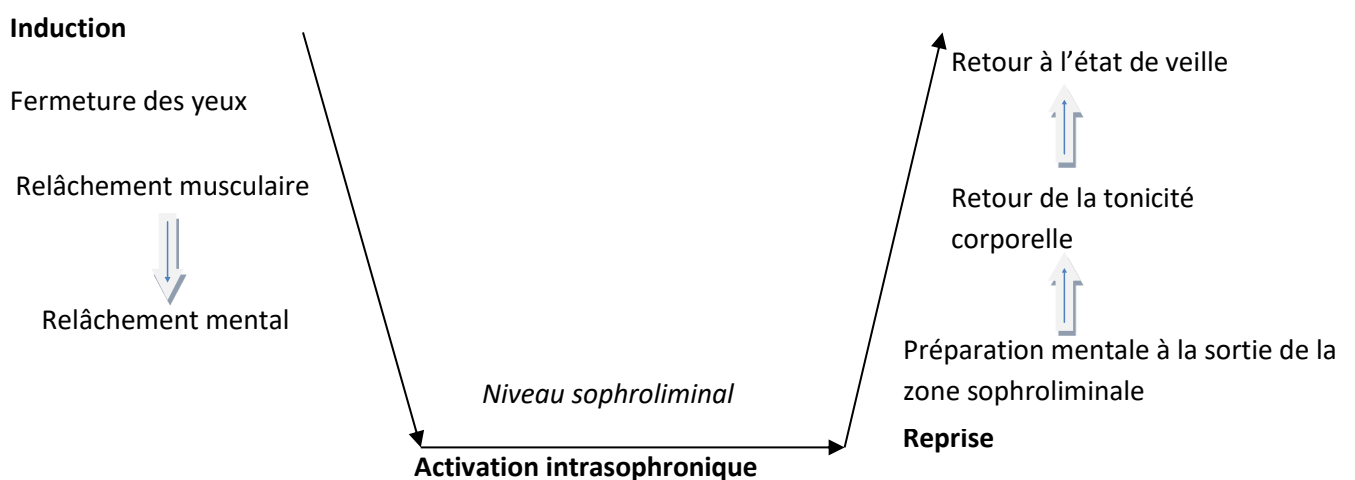 Induction
Fermeture des yeux
Relâchement musculaire
Relâchement mental
Niveau sophroliminal
Activation intrasophronique
Retour à l’état de veille
Retour de la tonicité
corporelle
Préparation mentale à la sortie de la
zone sophroliminale
Reprise